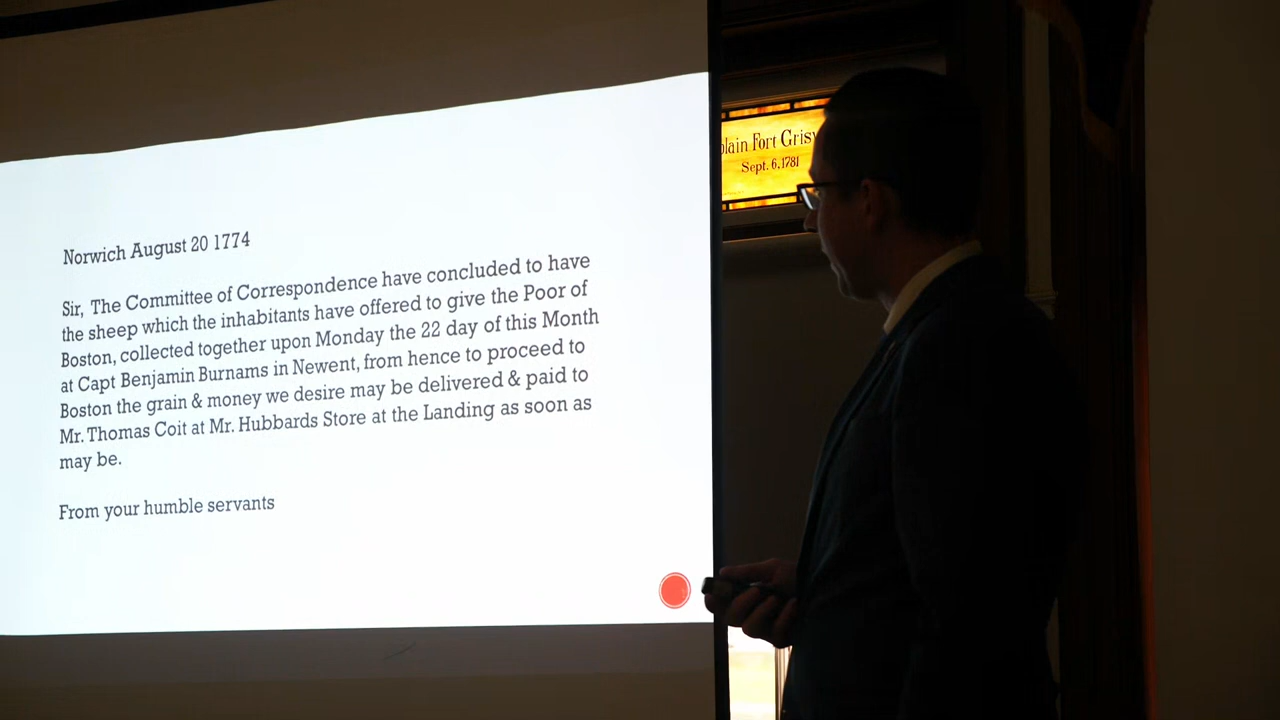 Norwich August 20 1774
Sir, The Committee of Correspondence have concluded to have
the sheep which the inhabitants have offered to give the Poor of
Boston, collected together upon Monday the 22 day of this Month
at Capt Benjamin Burnams in Newent, from hence to proceed to
Boston the grain & money we desire may be delivered & paid to
Mr. Thomas Coit at Mr. Hubbards Store at the Landing as soon as
may be.
From your humble servants
Fort
Sept. 6, 1781